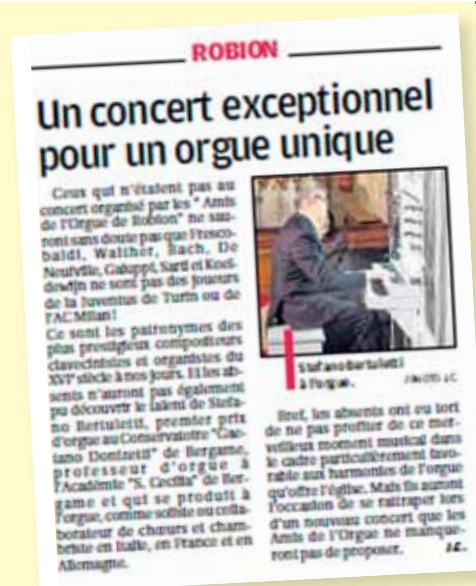 ROBION
Un concert exceptionnel
pour un orgue unique
Ceux qui n'étaient pas au
concert organisé par les "Amis
de l'Orgue de Robion" ne sau-
ront sans doute pas que Fresco-
baldi, Walther, Bach, De
Neufville, Galuppi, Sarti et Koet-
dewijn ne sont pas des joueurs
de la Juventus de Turin ou de
l'AC Milan !
Ce sont les patronymes des
plus prestigieux compositeurs
clavecinistes et organistes du
XVIe siècle à nos jours. Et les ab-
sents n'auront pas également
pu découvrir le talent de Stefa-
no Bertuletti, premier prix
d'orgue au Conservatoire "Gae-
tano Donizetti" de Bergame,
professeur d'orgue à
l'Académie "S. Cecilia" de Ber-
game et qui se produit à
l'orgue, comme soliste ou colla-
borateur de chœurs et cham-
briste en Italie, en France et en
Allemagne.
Stefano Bertuletti
à l'orgue.
/PHOTO J.C.
Bref, les absents ont eu tort
de ne pas profiter de ce mer-
veilleux moment musical dans
le cadre particulièrement favo-
rable aux harmonies de l'orgue
qu'offre l'église. Mais ils auront
l'occasion de se rattraper lors
d'un nouveau concert que les
Amis de l'Orgue ne manque-
ront pas de proposer.
J.C.